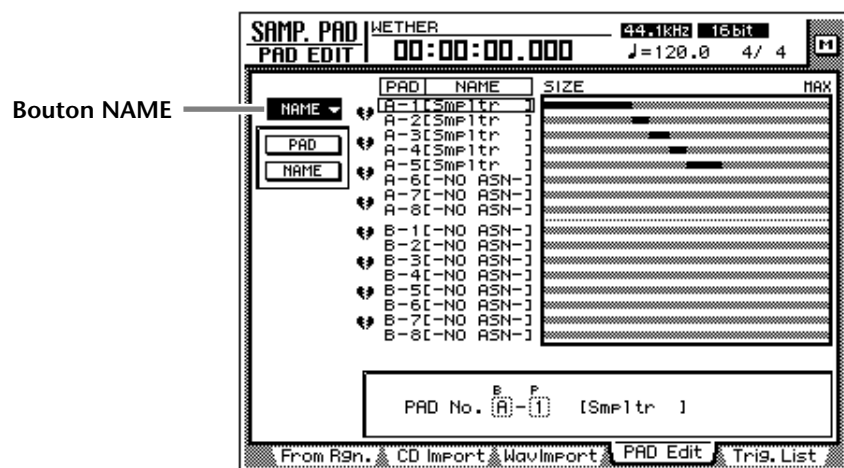 SAMP. PAD WETHER 44.1kHz 16bit M
PAD EDIT 00:00:00.000 ♩=120.0 4/ 4
PAD NAME SIZE MAX
Bouton NAME NAME
A-1[Smpltr ]
A-2[Smpltr ]
A-3[Smpltr ]
PAD
A-4[Smpltr ]
A-5[Smpltr ]
NAME
A-6[-NO ASN-]
A-7[-NO ASN-]
A-8[-NO ASN-]
B-1[-NO ASN-]
B-2[-NO ASN-]
B-3[-NO ASN-]
B-4[-NO ASN-]
B-5[-NO ASN-]
B-6[-NO ASN-]
B-7[-NO ASN-]
B-8[-NO ASN-]
B P
PAD No. A-1 [Smpltr ]
From Rgn. CD Import WavImport PAD Edit Trig. List